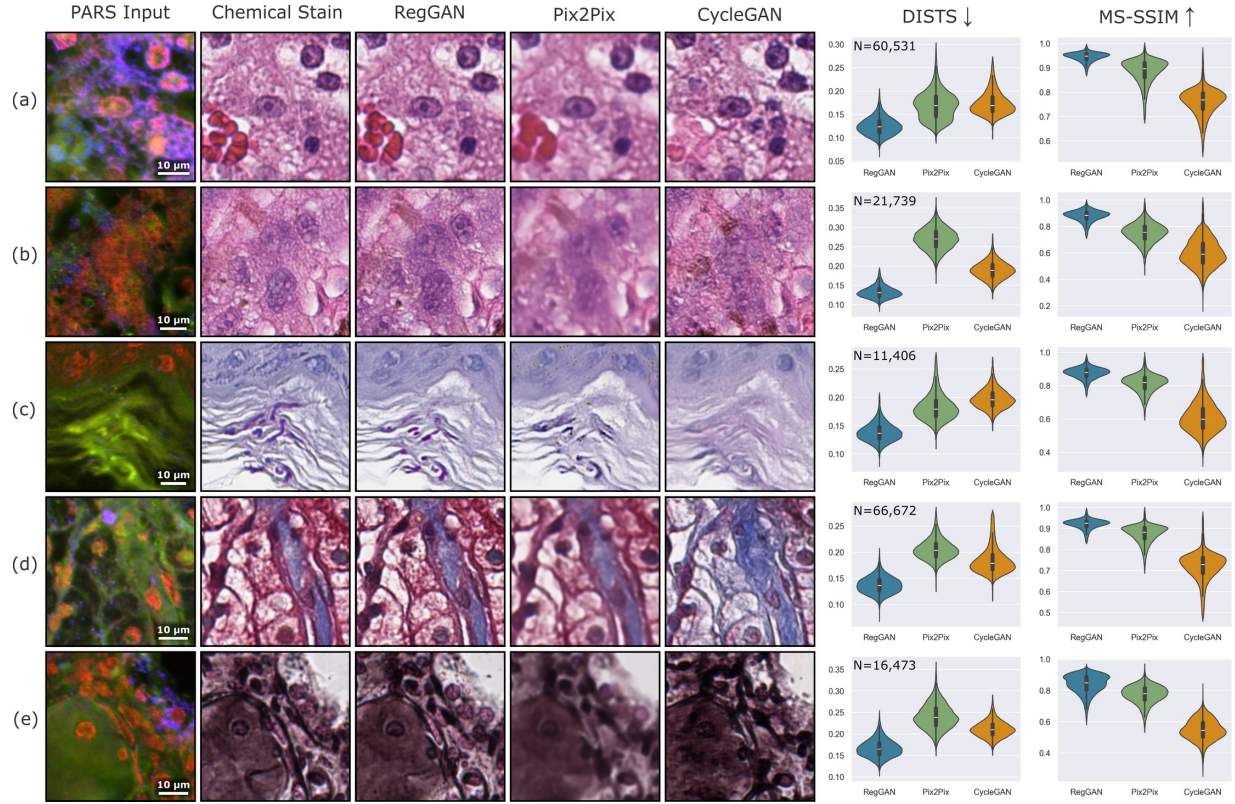 PARS Input Chemical Stain RegGAN Pix2Pix CycleGAN DISTS ↓ MS-SSIM ↑
(a)
10 µm
N=60,531
0.30
0.25
0.20
0.15
0.10
0.05
RegGAN Pix2Pix CycleGAN
1.0
0.9
0.8
0.7
0.6
RegGAN Pix2Pix CycleGAN
(b)
10 µm
N=21,739
0.35
0.30
0.25
0.20
0.15
0.10
RegGAN Pix2Pix CycleGAN
1.0
0.8
0.6
0.4
0.2
RegGAN Pix2Pix CycleGAN
(c)
10 µm
N=11,406
0.25
0.20
0.15
0.10
RegGAN Pix2Pix CycleGAN
1.0
0.8
0.6
0.4
RegGAN Pix2Pix CycleGAN
(d)
10 µm
N=66,672
0.25
0.20
0.15
0.10
RegGAN Pix2Pix CycleGAN
1.0
0.9
0.8
0.7
0.6
0.5
RegGAN Pix2Pix CycleGAN
(e)
10 µm
N=16,473
0.35
0.30
0.25
0.20
0.15
0.10
RegGAN Pix2Pix CycleGAN
1.0
0.8
0.6
0.4
RegGAN Pix2Pix CycleGAN